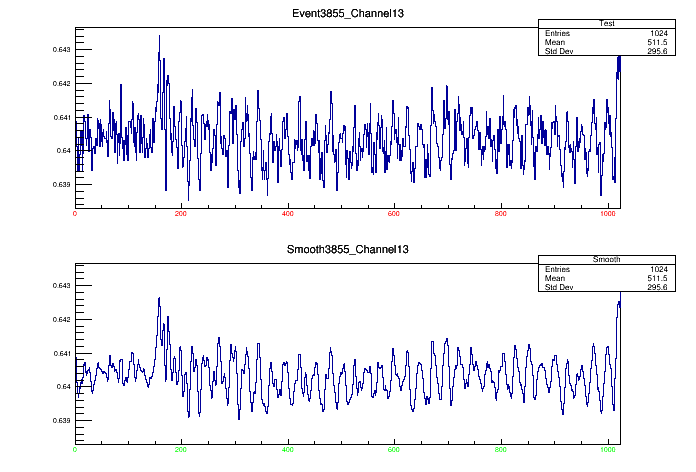 Event3855_Channel13
Test
Entries 1024
Mean 511.5
Std Dev 295.6
0.643
0.642
0.641
0.64
0.639
0 200 400 600 800 1000
Smooth3855_Channel13
Smooth
Entries 1024
Mean 511.5
Std Dev 295.6
0.643
0.642
0.641
0.64
0.639
0 200 400 600 800 1000